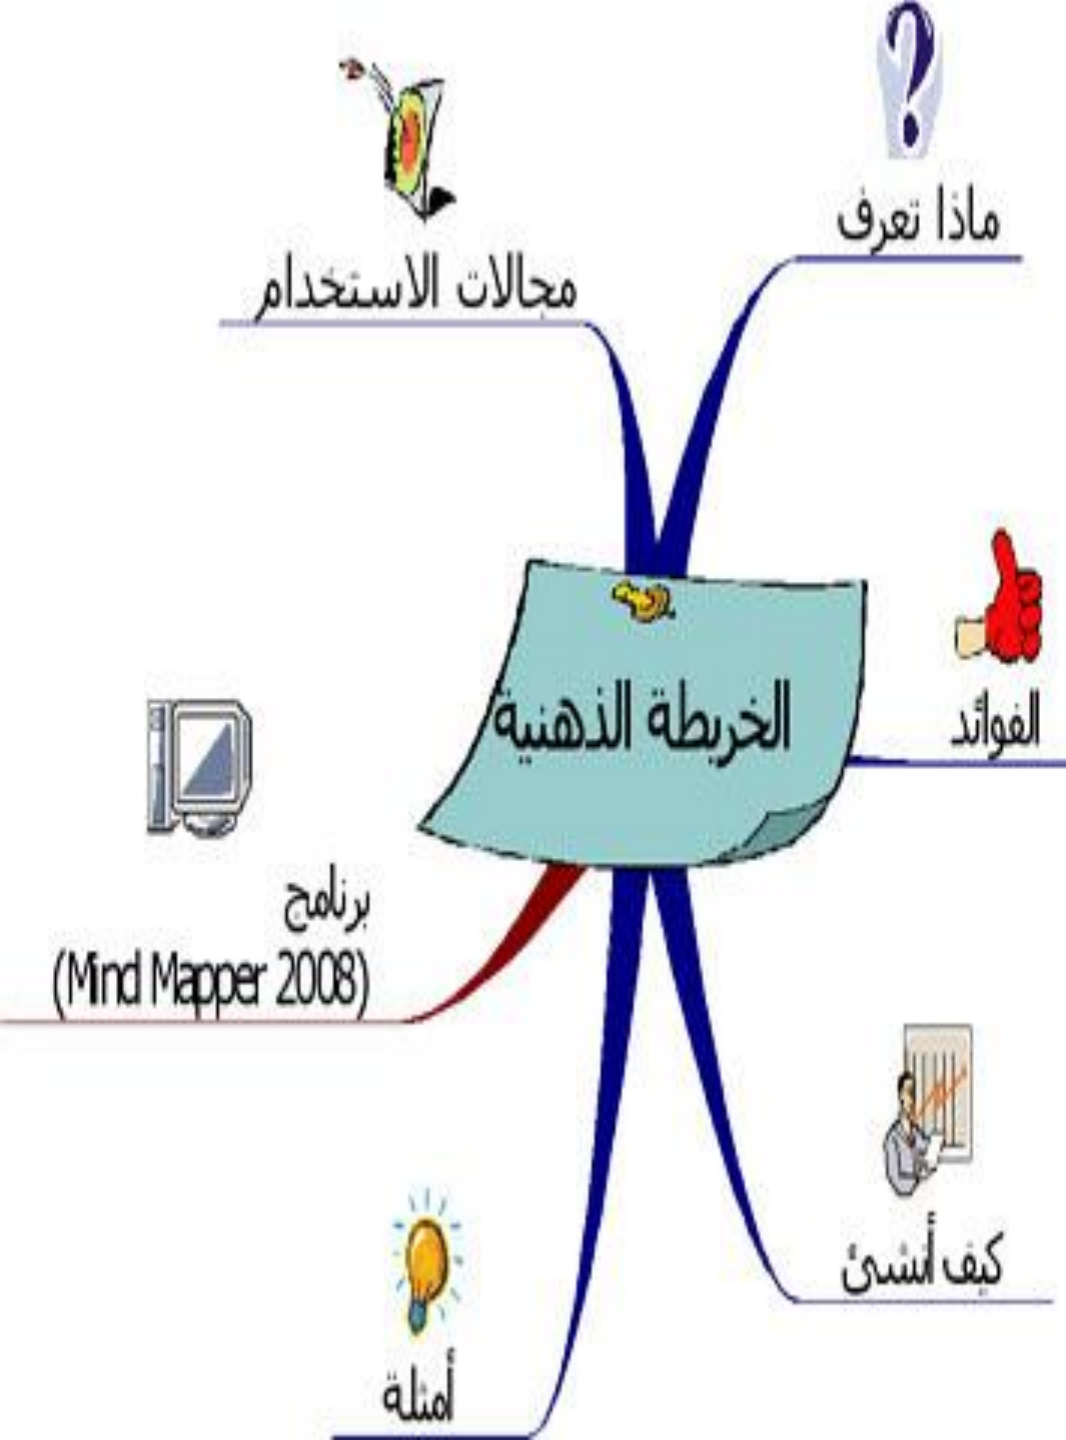 ماذا تعرف
مجالات الاستخدام
الخريطة الذهنية
الفوائد
برنامج
(Mind Mapper 2008)
كيف أنشئ
أمثلة